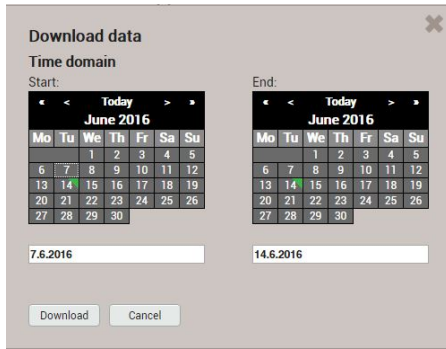 Download data
Time domain
Start:
« < Today > »
June 2016
Mo Tu We Th Fr Sa Su
1 2 3 4 5
6 7 8 9 10 11 12
13 14 15 16 17 18 19
20 21 22 23 24 25 26
27 28 29 30
7.6.2016
End:
« < Today > »
June 2016
Mo Tu We Th Fr Sa Su
1 2 3 4 5
6 7 8 9 10 11 12
13 14 15 16 17 18 19
20 21 22 23 24 25 26
27 28 29 30
14.6.2016
Download Cancel